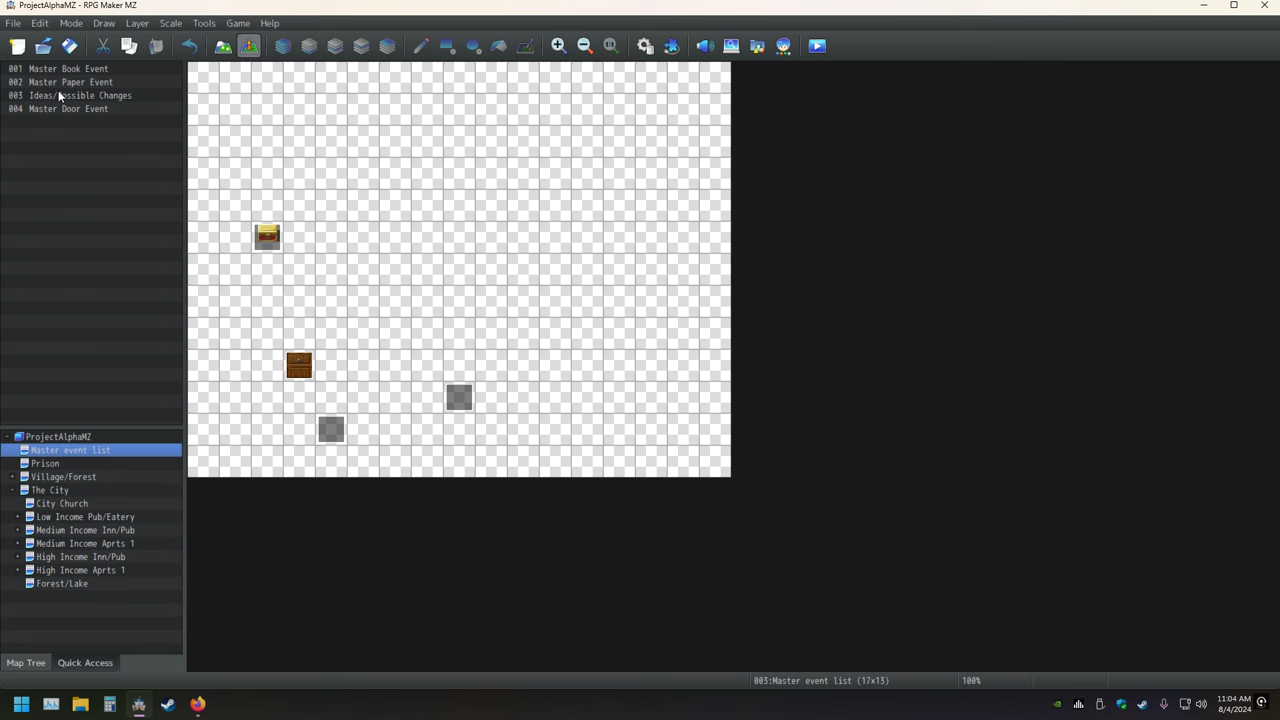 ProjectAlphaMZ - RPG Maker MZ
File Edit Mode Draw Layer Scale Tools Game Help
001 Master Book Event
002 Master Paper Event
003 Ideas/Possible Changes
004 Master Door Event
ProjectAlphaMZ
Master event list
Prison
Village/Forest
The City
City Church
Low Income Pub/Eatery
Medium Income Inn/Pub
Medium Income Aprts 1
High Income Inn/Pub
High Income Aprts 1
Forest/Lake
Map Tree Quick Access
003:Master event list (17x13) 100%
11:04 AM
8/4/2024